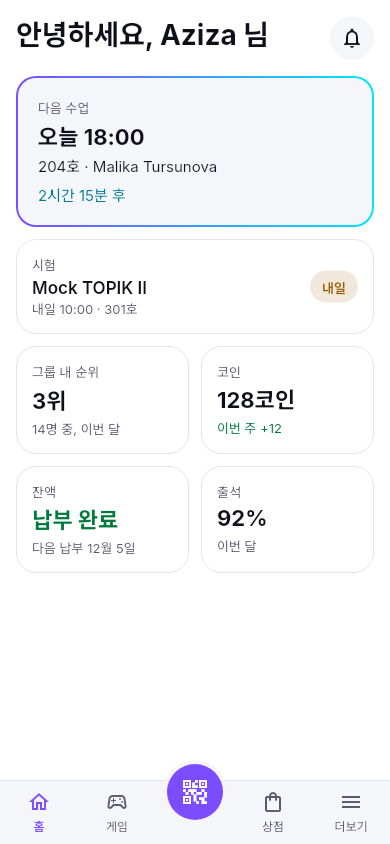 안녕하세요, Aziza 님
다음 수업
오늘 18:00
204호 · Malika Tursunova
2시간 15분 후
시험
Mock TOPIK II
내일 10:00 · 301호
내일
그룹 내 순위
3위
14명 중, 이번 달
코인
128코인
이번 주 +12
잔액
납부 완료
다음 납부 12월 5일
출석
92%
이번 달
홈
게임
상점
더보기